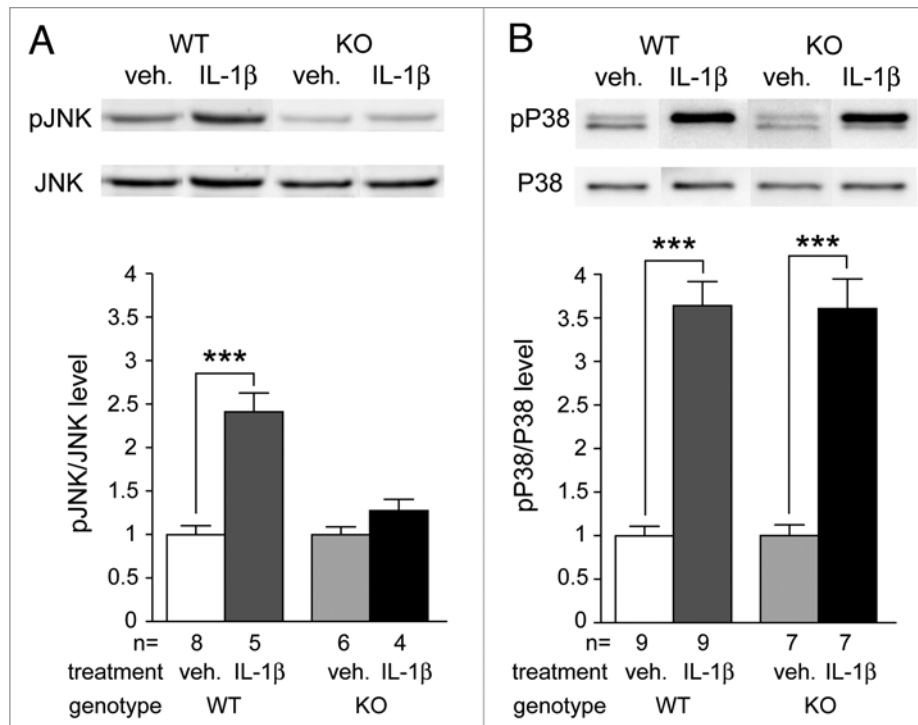 A
WT KO
veh. IL-1β veh. IL-1β
pJNK
JNK
***
pJNK/JNK level
4
3.5
3
2.5
2
1.5
1
0.5
0
n= 8 5 6 4
treatment veh. IL-1β veh. IL-1β
genotype WT KO
B
WT KO
veh. IL-1β veh. IL-1β
pP38
P38
*** ***
pP38/P38 level
4
3.5
3
2.5
2
1.5
1
0.5
0
n= 9 9 7 7
treatment veh. IL-1β veh. IL-1β
genotype WT KO